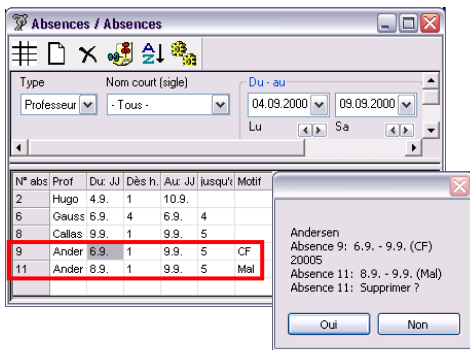 Absences / Absences
Type Nom court (sigle) Du - au
Professeur - Tous - 04.09.2000 09.09.2000
Lu Sa
N° abs Prof Du: JJ Dès h. Au: JJ jusqu'à Motif
2 Hugo 4.9. 1 10.9.
6 Gauss 6.9. 4 6.9. 4
8 Callas 9.9. 1 9.9. 5
9 Ander 6.9. 1 9.9. 5 CF
11 Ander 8.9. 1 9.9. 5 Mal
Andersen
Absence 9: 6.9. - 9.9. (CF)
20005
Absence 11: 8.9. - 9.9. (Mal)
Absence 11: Supprimer ?
Oui Non